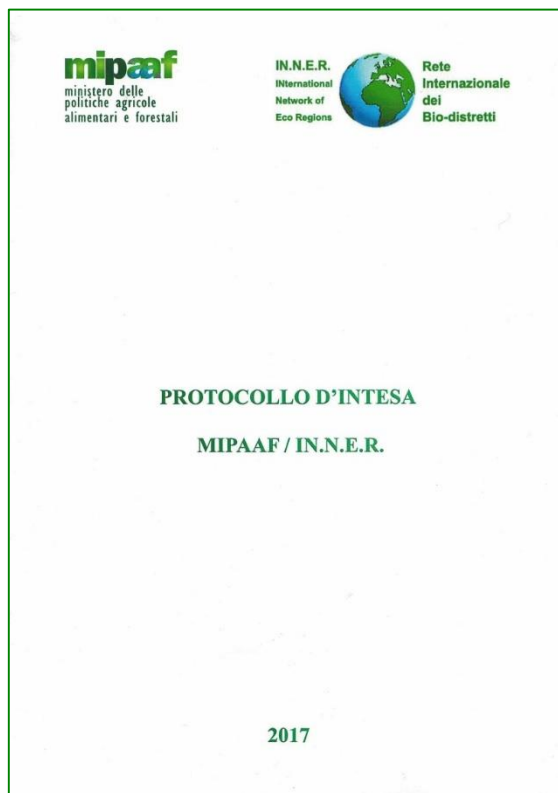 mipaaf
ministero delle
politiche agricole
alimentari e forestali
IN.N.E.R.
INternational
Network of
Eco Regions
Rete
Internazionale
dei
Bio-distretti
PROTOCOLLO D'INTESA
MIPAAF / IN.N.E.R.
2017